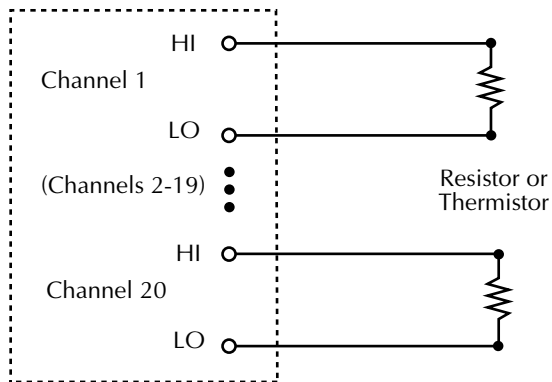 HI
Channel 1
LO
(Channels 2-19)
Resistor or
Thermistor
HI
Channel 20
LO